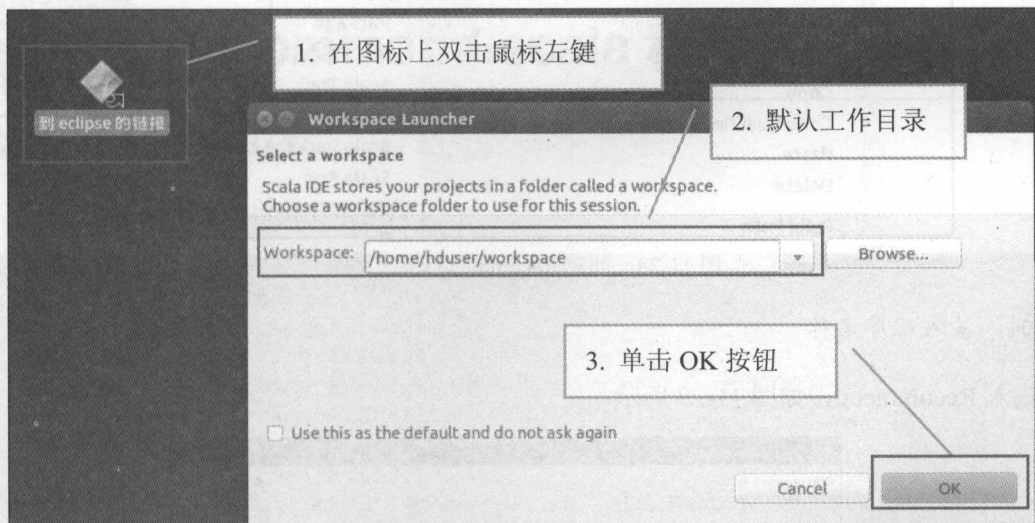 1. 在图标上双击鼠标左键
到 eclipse 的链接
Workspace Launcher
2. 默认工作目录
Select a workspace
Scala IDE stores your projects in a folder called a workspace.
Choose a workspace folder to use for this session.
Workspace: /home/hduser/workspace Browse...
3. 单击 OK 按钮
Use this as the default and do not ask again
Cancel OK